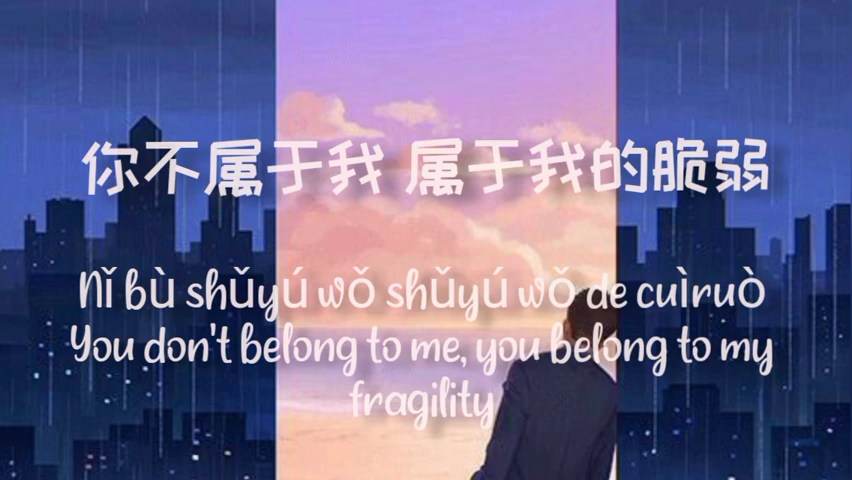 你不属于我 属于我的脆弱
Nǐ bù shǔyú wǒ shǔyú wǒ de cuìruò
You don't belong to me, you belong to my
fragility